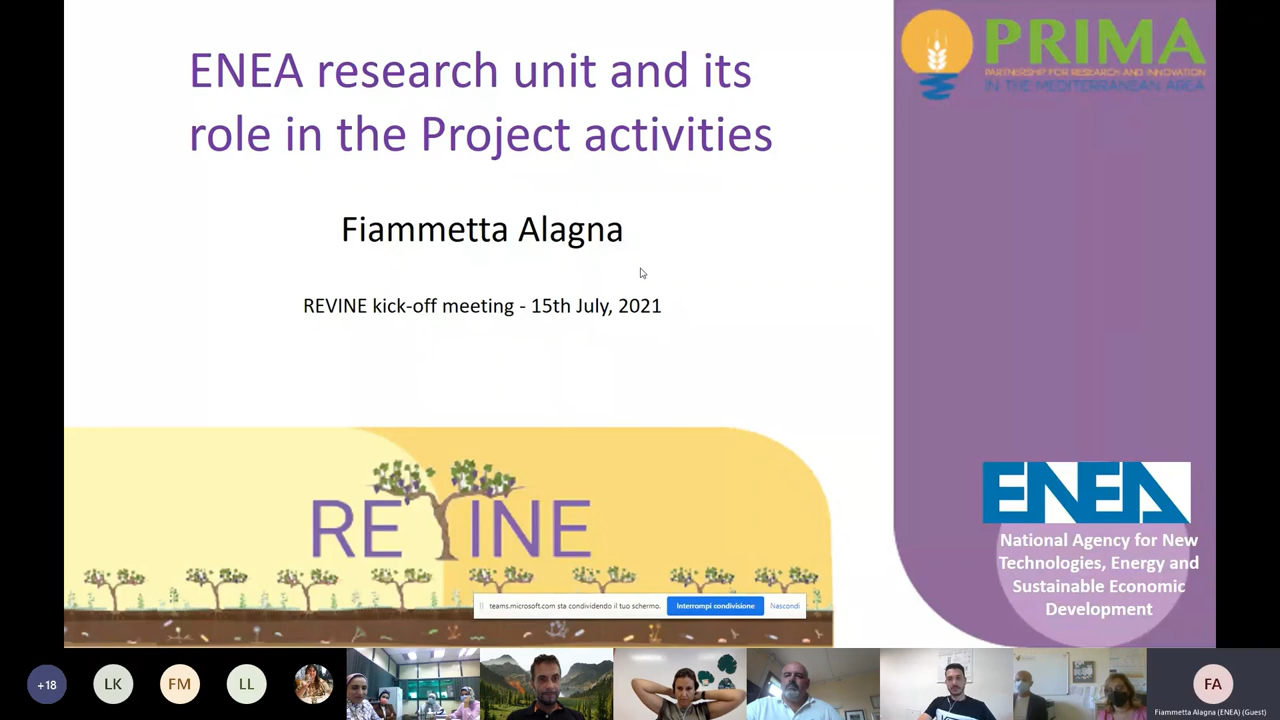 ENEA research unit and its
role in the Project activities
Fiammetta Alagna
REVINE kick-off meeting - 15th July, 2021
PRIMA
PARTNERSHIP FOR RESEARCH AND INNOVATION
IN THE MEDITERRANEAN AREA
REVINE
ENEA
National Agency for New
Technologies, Energy and
Sustainable Economic
Development
teams.microsoft.com sta condividendo il tuo schermo.
Interrompi condivisione
Nascondi
+18
LK
FM
LL
FA
Fiammetta Alagna (ENEA) (Guest)